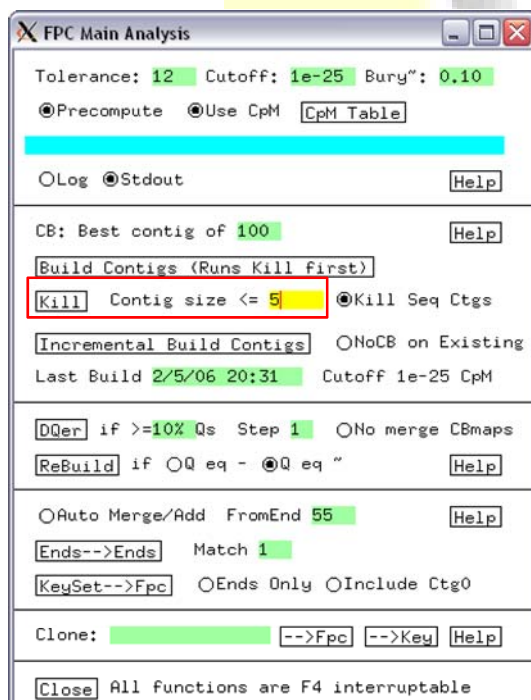 FPC Main Analysis
Tolerance: 12 Cutoff: 1e-25 Bury~: 0.10
Precompute Use CpM CpM Table
Log Stdout Help
CB: Best contig of 100 Help
Build Contigs (Runs Kill first)
Kill Contig size <= 5 Kill Seq Ctgs
Incremental Build Contigs NoCB on Existing
Last Build 2/5/06 20:31 Cutoff 1e-25 CpM
DQer if >=10% Qs Step 1 No merge CBmaps
ReBuild if Q eq - Q eq ~ Help
Auto Merge/Add FromEnd 55 Help
Ends-->Ends Match 1
KeySet-->Fpc Ends Only Include Ctg0
Clone: -->Fpc -->Key Help
Close All functions are F4 interruptable